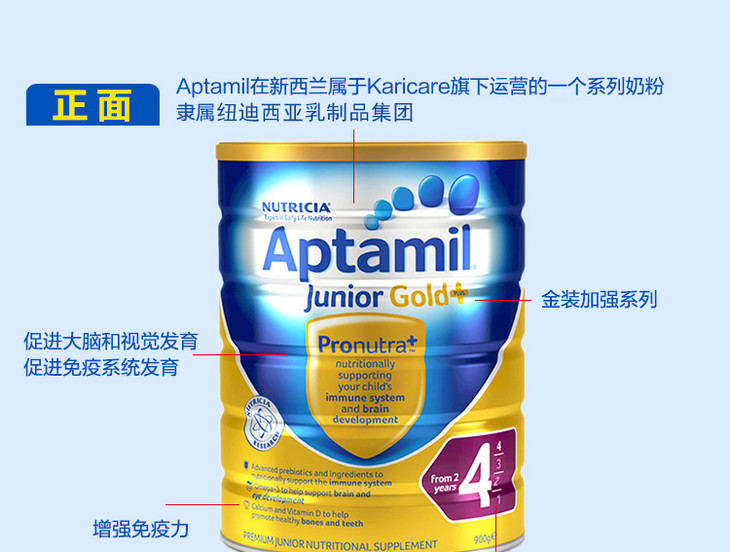 正面
Aptamil在新西兰属于Karicare旗下运营的一个系列奶粉
隶属纽迪西亚乳制品集团
NUTRICIA
Expert in Early Life Nutrition
Aptamil
Junior Gold+
PLUS
金装加强系列
促进大脑和视觉发育
促进免疫系统发育
Pronutra+
nutritionally
supporting
your child's
immune system
and brain
development
NUTRICIA
RESEARCH
Advanced prebiotics and ingredients to
nutritionally support the immune system
Omega-3 to help support brain and
eye development
Calcium and Vitamin D to help
promote healthy bones and teeth
增强免疫力
from 2
years
4
4
3
2
1
PREMIUM JUNIOR NUTRITIONAL SUPPLEMENT
900g